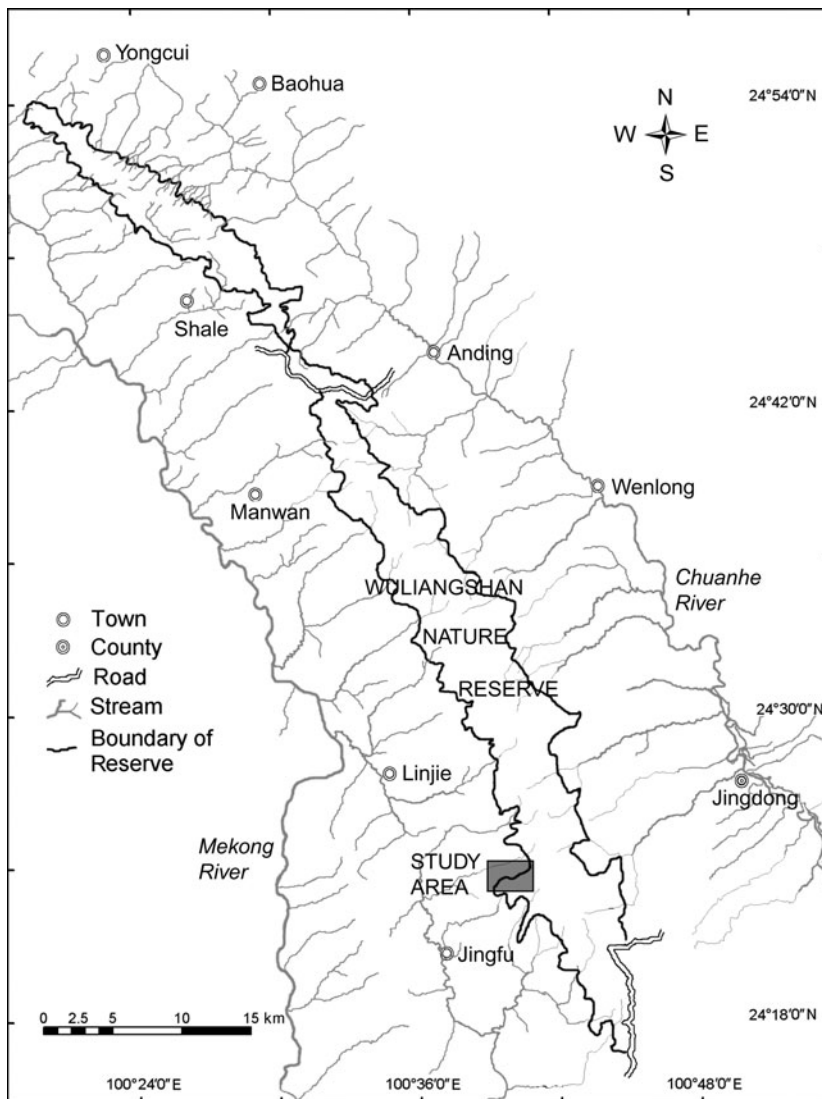 Yongcui
Baohua
24°54'0"N
N
W E
S
Shale
Anding
24°42'0"N
Manwan
Wenlong
Chuanhe
River
WULIANGSHAN
NATURE
RESERVE
Town
County
Road
Stream
Boundary of
Reserve
24°30'0"N
Linjie
Jingdong
Mekong
River
STUDY
AREA
Jingfu
0 2.5 5 10 15 km
24°18'0"N
100°24'0"E 100°36'0"E 100°48'0"E